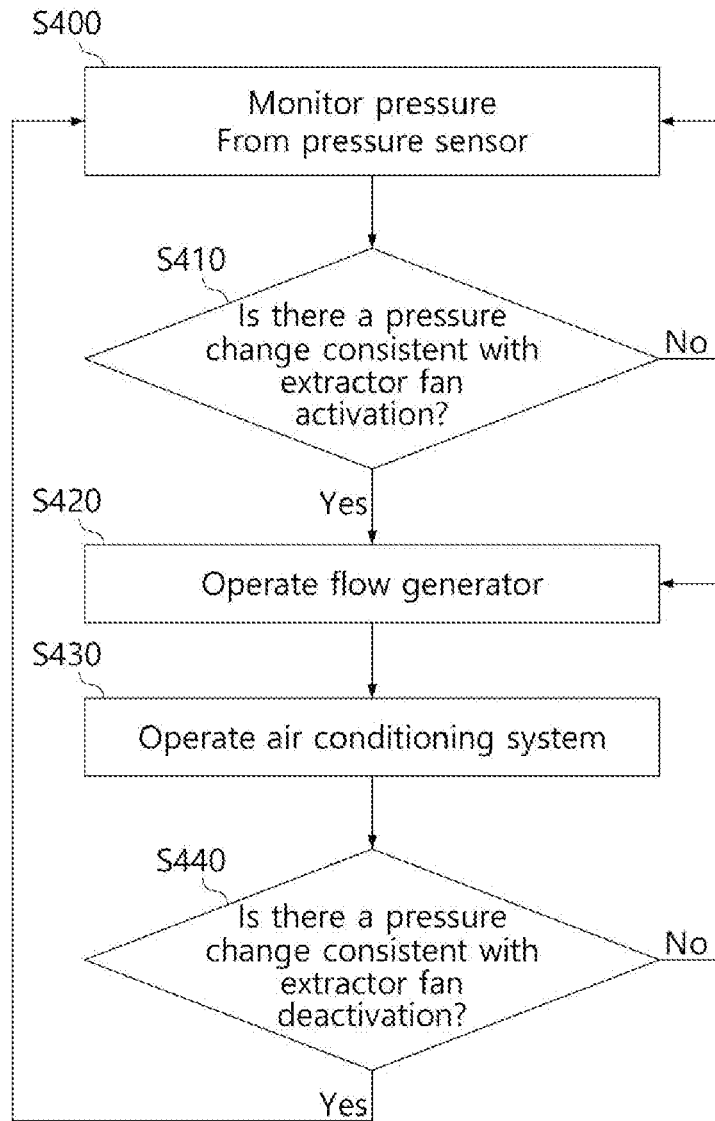 S400
Monitor pressure
From pressure sensor
S410
Is there a pressure
change consistent with
extractor fan
activation?
No
Yes
S420
Operate flow generator
S430
Operate air conditioning system
S440
Is there a pressure
change consistent with
extractor fan
deactivation?
No
Yes